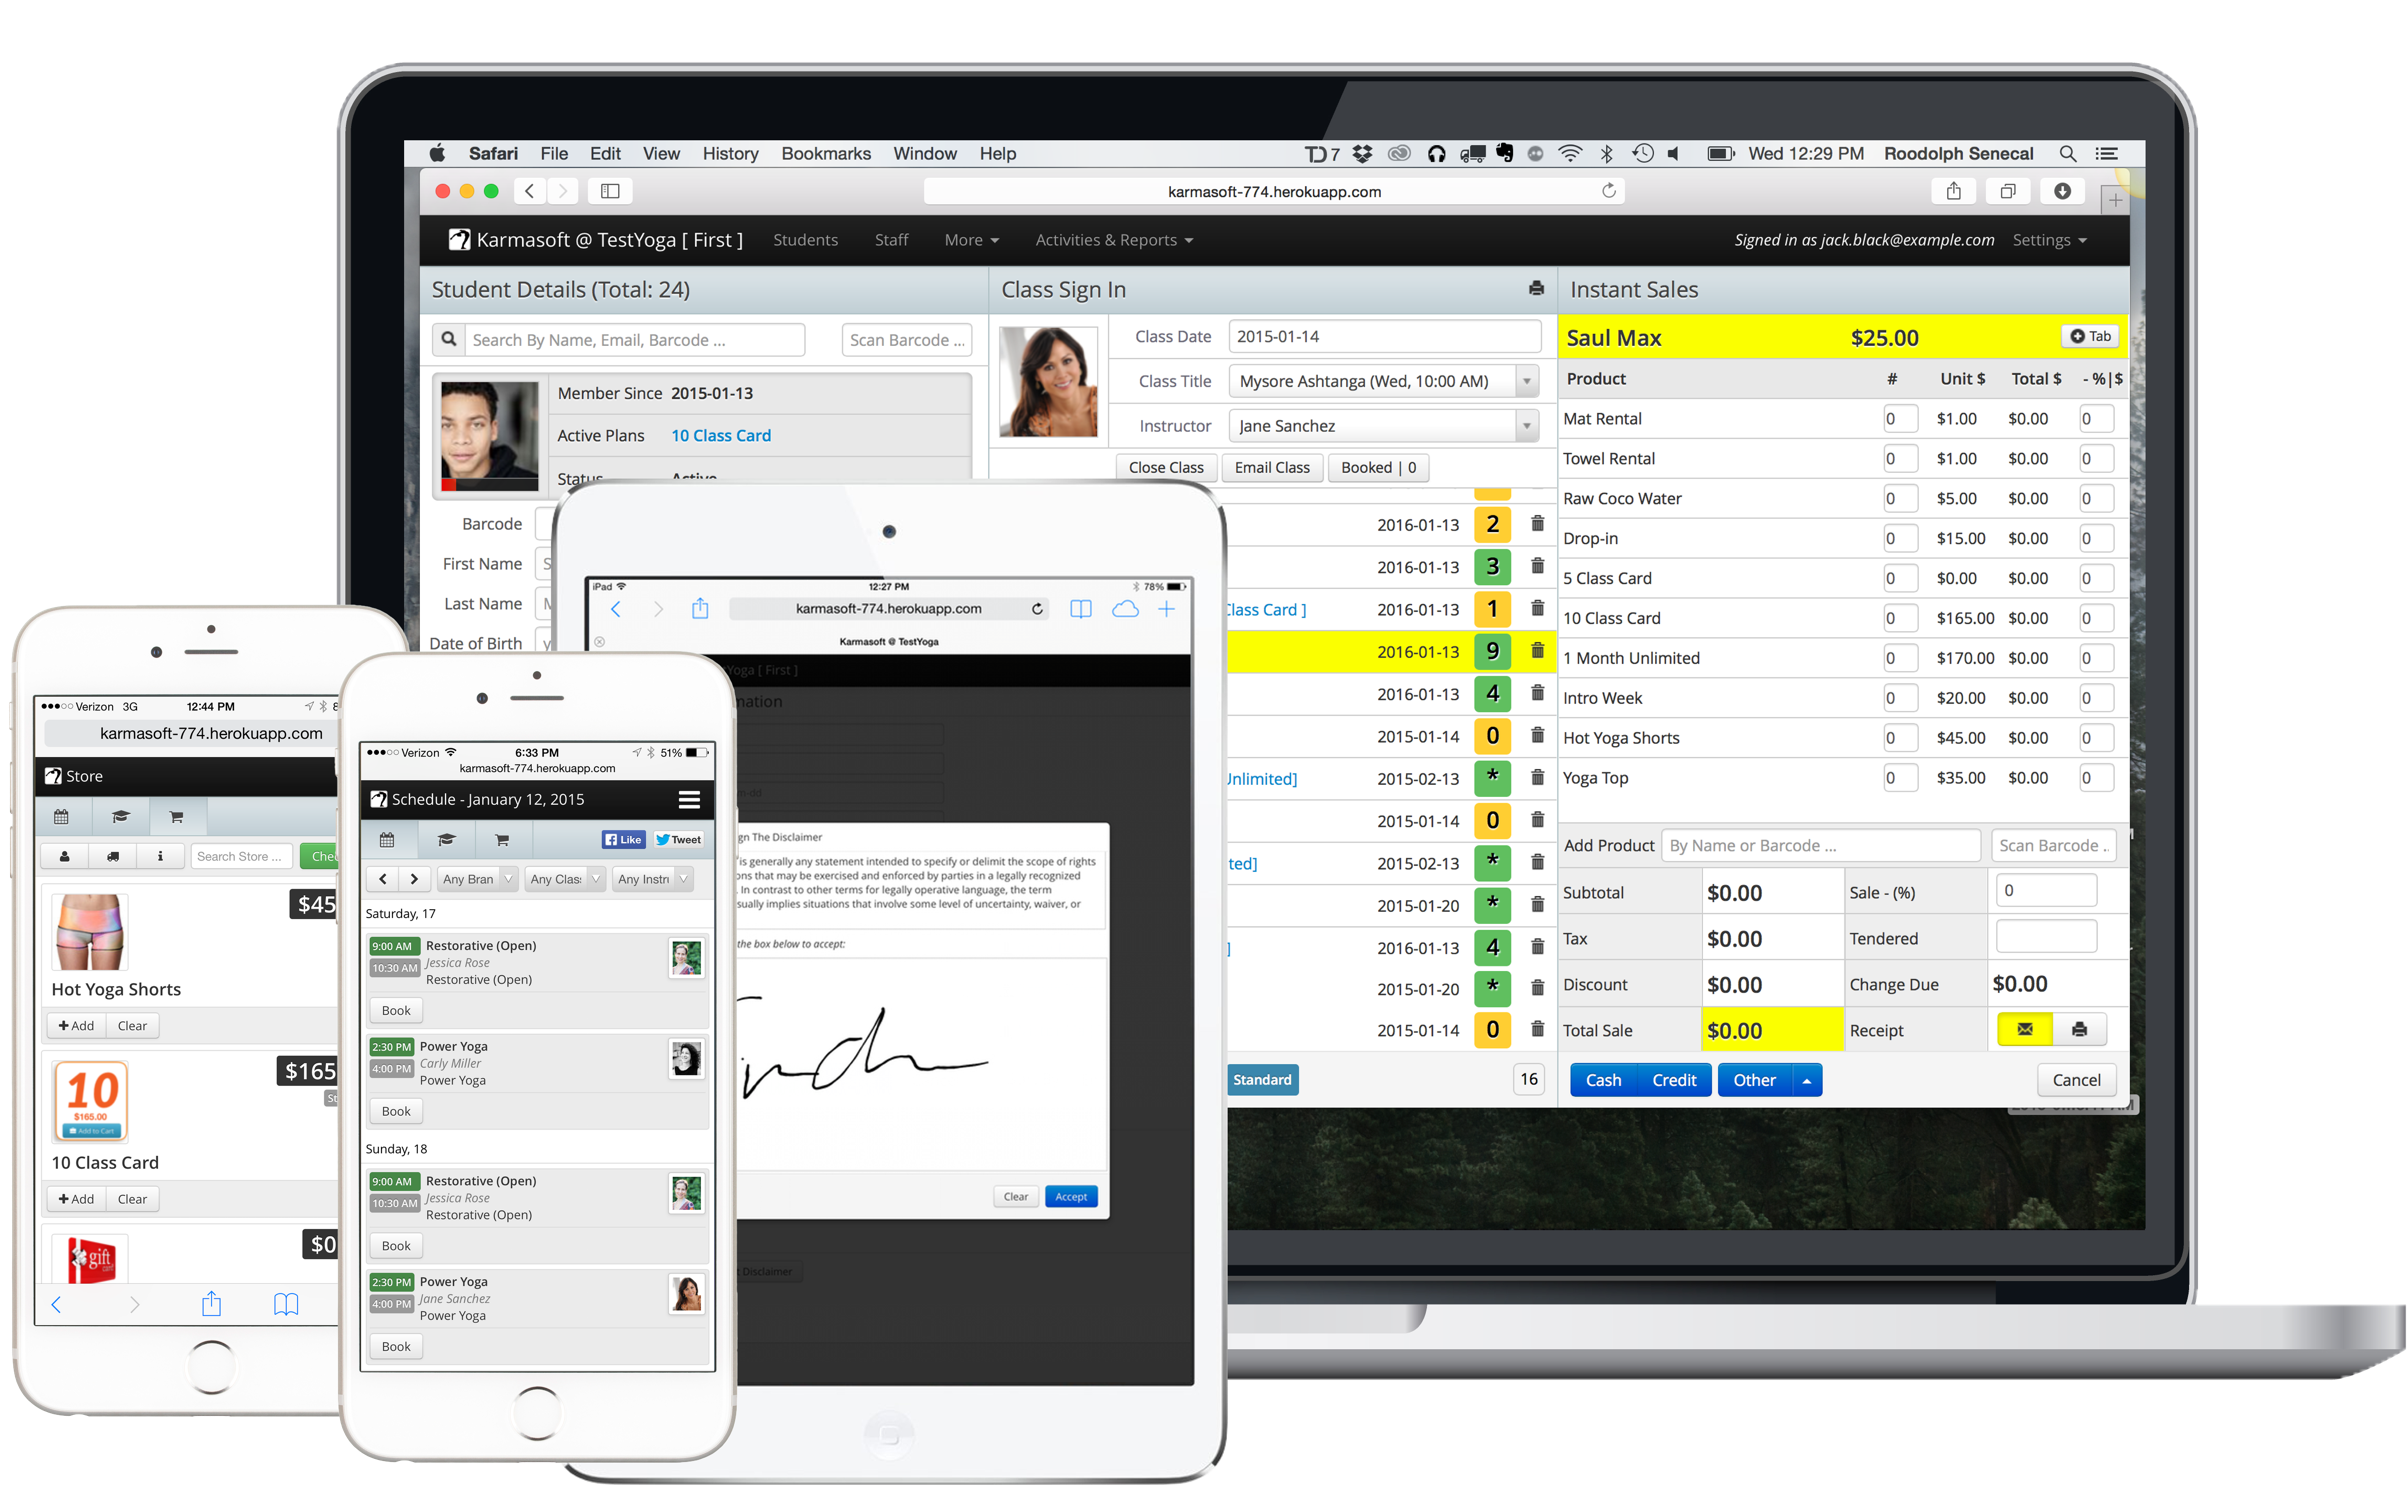 Safari File Edit View History Bookmarks Window Help 7 Wed 12:29 PM Roodolph Senecal
karmasoft-774.herokuapp.com
Karmasoft @ TestYoga [ First ] Students Staff More Activities & Reports Signed in as jack.black@example.com Settings
Student Details (Total: 24)
Search By Name, Email, Barcode ... Scan Barcode ...
Member Since 2015-01-13
Active Plans 10 Class Card
Status Active
Barcode
First Name S
Last Name
Date of Birth
Class Sign In
Class Date 2015-01-14
Class Title Mysore Ashtanga (Wed, 10:00 AM)
Instructor Jane Sanchez
Close Class Email Class Booked | 0
2016-01-13 2
2016-01-13 3
Class Card ] 2016-01-13 1
2016-01-13 9
2016-01-13 4
2015-01-14 0
Unlimited] 2015-02-13 *
2015-01-14 0
ted] 2015-02-13 *
2015-01-20 *
] 2016-01-13 4
2015-01-20 *
2015-01-14 0
Standard 16
Instant Sales
Saul Max $25.00 Tab
Product # Unit $ Total $ - %|$
Mat Rental 0 $1.00 $0.00 0
Towel Rental 0 $1.00 $0.00 0
Raw Coco Water 0 $5.00 $0.00 0
Drop-in 0 $15.00 $0.00 0
5 Class Card 0 $0.00 $0.00 0
10 Class Card 0 $165.00 $0.00 0
1 Month Unlimited 0 $170.00 $0.00 0
Intro Week 0 $20.00 $0.00 0
Hot Yoga Shorts 0 $45.00 $0.00 0
Yoga Top 0 $35.00 $0.00 0
Add Product By Name or Barcode ... Scan Barcode ..
Subtotal $0.00 Sale - (%) 0
Tax $0.00 Tendered
Discount $0.00 Change Due $0.00
Total Sale $0.00 Receipt
Cash Credit Other Cancel
iPad 12:27 PM 78%
karmasoft-774.herokuapp.com
Karmasoft @ TestYoga
Yoga [ First ]
mation
m-dd
gn The Disclaimer
is generally any statement intended to specify or delimit the scope of rights
ons that may be exercised and enforced by parties in a legally recognized
. In contrast to other terms for legally operative language, the term
sually implies situations that involve some level of uncertainty, waiver, or
the box below to accept:
Clear Accept
t Disclaimer
Verizon 3G 12:44 PM 8
karmasoft-774.herokuapp.com
Store
Search Store ... Chec
$45
Hot Yoga Shorts
Add Clear
$165
St
10
$165.00
Add to Cart
10 Class Card
Add Clear
$0
gift
Verizon 6:33 PM 51%
karmasoft-774.herokuapp.com
Schedule - January 12, 2015
Like Tweet
Any Bran Any Clas Any Instru
Saturday, 17
9:00 AM Restorative (Open)
Jessica Rose
10:30 AM
Restorative (Open)
Book
2:30 PM Power Yoga
Carly Miller
4:00 PM
Power Yoga
Book
Sunday, 18
9:00 AM Restorative (Open)
Jessica Rose
10:30 AM
Restorative (Open)
Book
2:30 PM Power Yoga
Jane Sanchez
4:00 PM
Power Yoga
Book